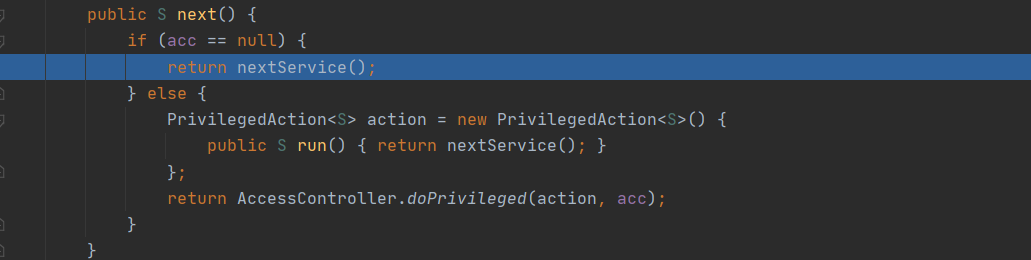 public S next() {
if (acc == null) {
return nextService();
} else {
PrivilegedAction<S> action = new PrivilegedAction<S>() {
public S run() { return nextService(); }
};
return AccessController.doPrivileged(action, acc);
}
}